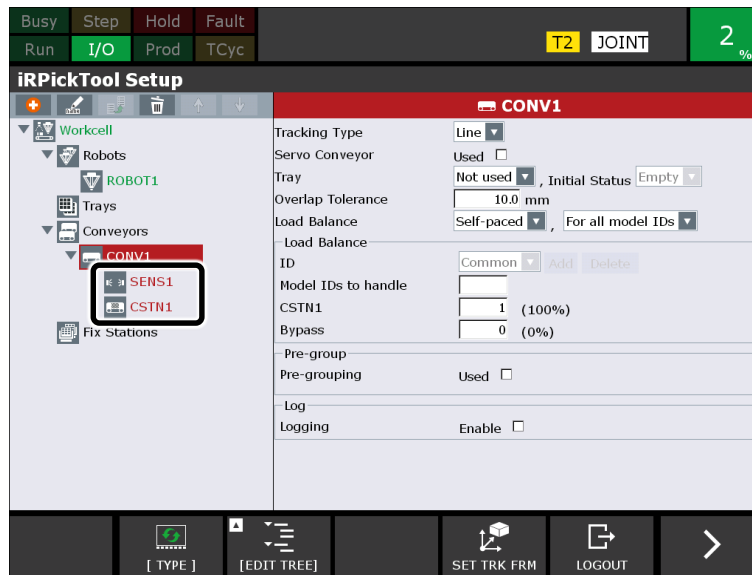 Busy Step Hold Fault
Run I/O Prod TCyc
T2 JOINT
2 %
iRPickTool Setup
CONV1
Workcell
Robots
ROBOT1
Trays
Conveyors
CONV1
SENS1
CSTN1
Fix Stations
Tracking Type Line
Servo Conveyor Used
Tray Not used , Initial Status Empty
Overlap Tolerance 10.0 mm
Load Balance Self-paced , For all model IDs
Load Balance
ID Common Add Delete
Model IDs to handle
CSTN1 1 (100%)
Bypass 0 (0%)
Pre-group
Pre-grouping Used
Log
Logging Enable
[ TYPE ] [EDIT TREE] SET TRK FRM LOGOUT